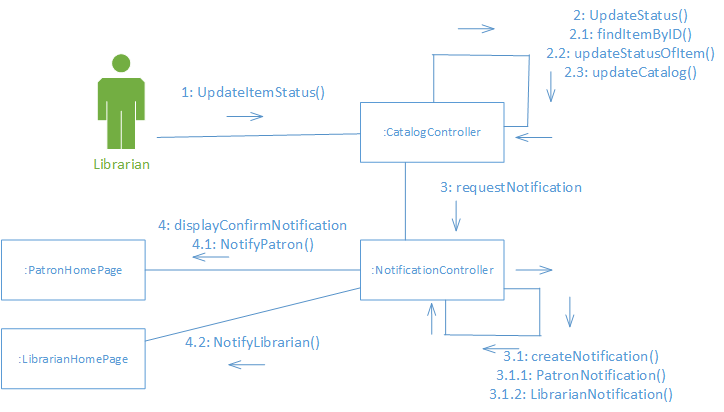 2: UpdateStatus()
2.1: findItemByID()
2.2: updateStatusOfItem()
2.3: updateCatalog()
1: UpdateItemStatus()
:CatalogController
Librarian
3: requestNotification
4: displayConfirmNotification
4.1: NotifyPatron()
:PatronHomePage
:NotificationController
4.2: NotifyLibrarian()
:LibrarianHomePage
3.1: createNotification()
3.1.1: PatronNotification()
3.1.2: LibrarianNotification()